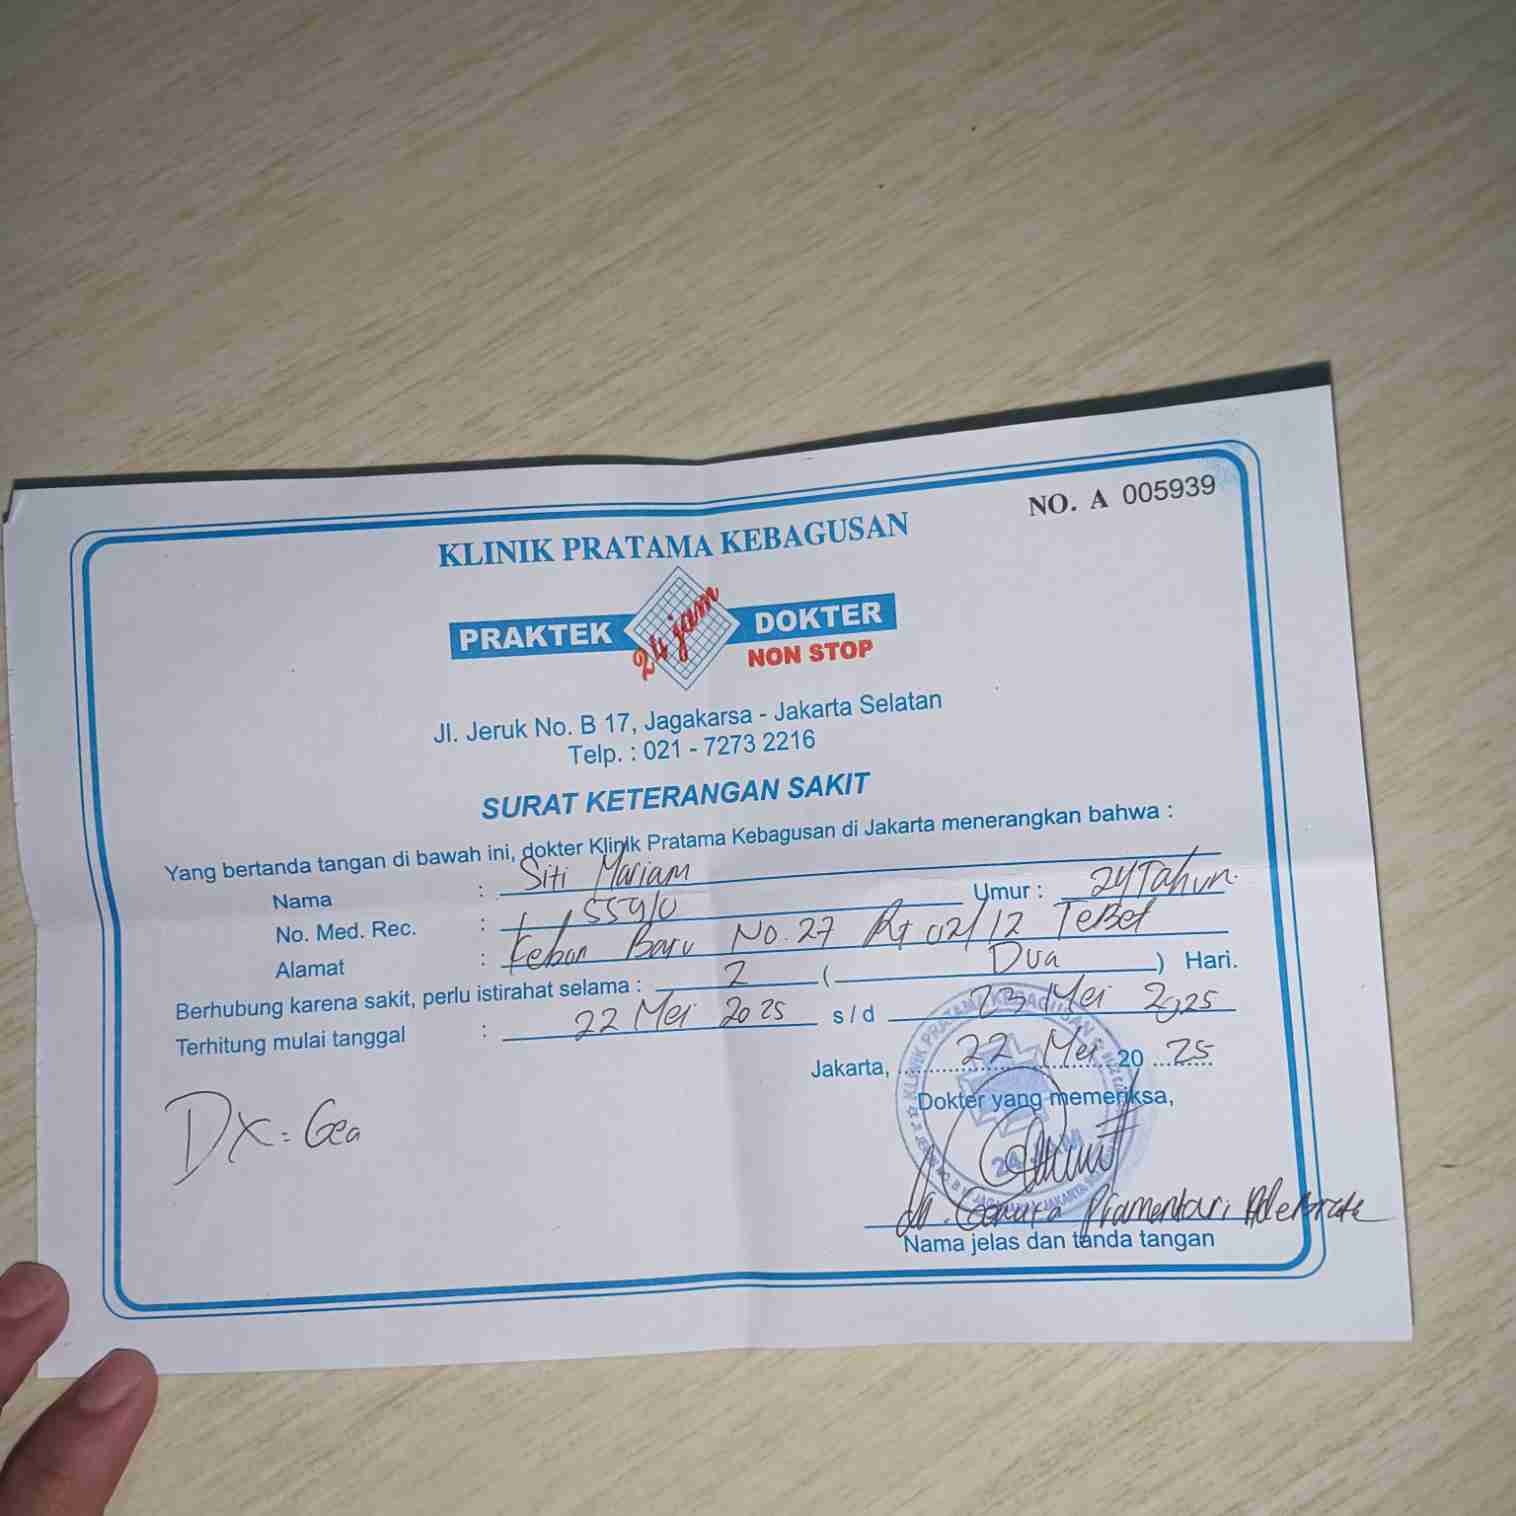 NO. A 005939
KLINIK PRATAMA KEBAGUSAN
PRAKTEK 24 jam DOKTER
NON STOP
Jl. Jeruk No. B 17, Jagakarsa - Jakarta Selatan
Telp. : 021 - 7273 2216
SURAT KETERANGAN SAKIT
Yang bertanda tangan di bawah ini, dokter Klinik Pratama Kebagusan di Jakarta menerangkan bahwa :
Nama : Siti Mariam
No. Med. Rec. : Umur : 24 Tahun.
Alamat : Kebon Baru No. 27 Rt 02/12 Tebet
Berhubung karena sakit, perlu istirahat selama : 2 ( Dua ) Hari.
Terhitung mulai tanggal : 22 Mei 2025 s/d 23 Mei 2025
Jakarta, 22 Mei 2025
Dokter yang memeriksa,
DX = Gea
dr.
Nama jelas dan tanda tangan